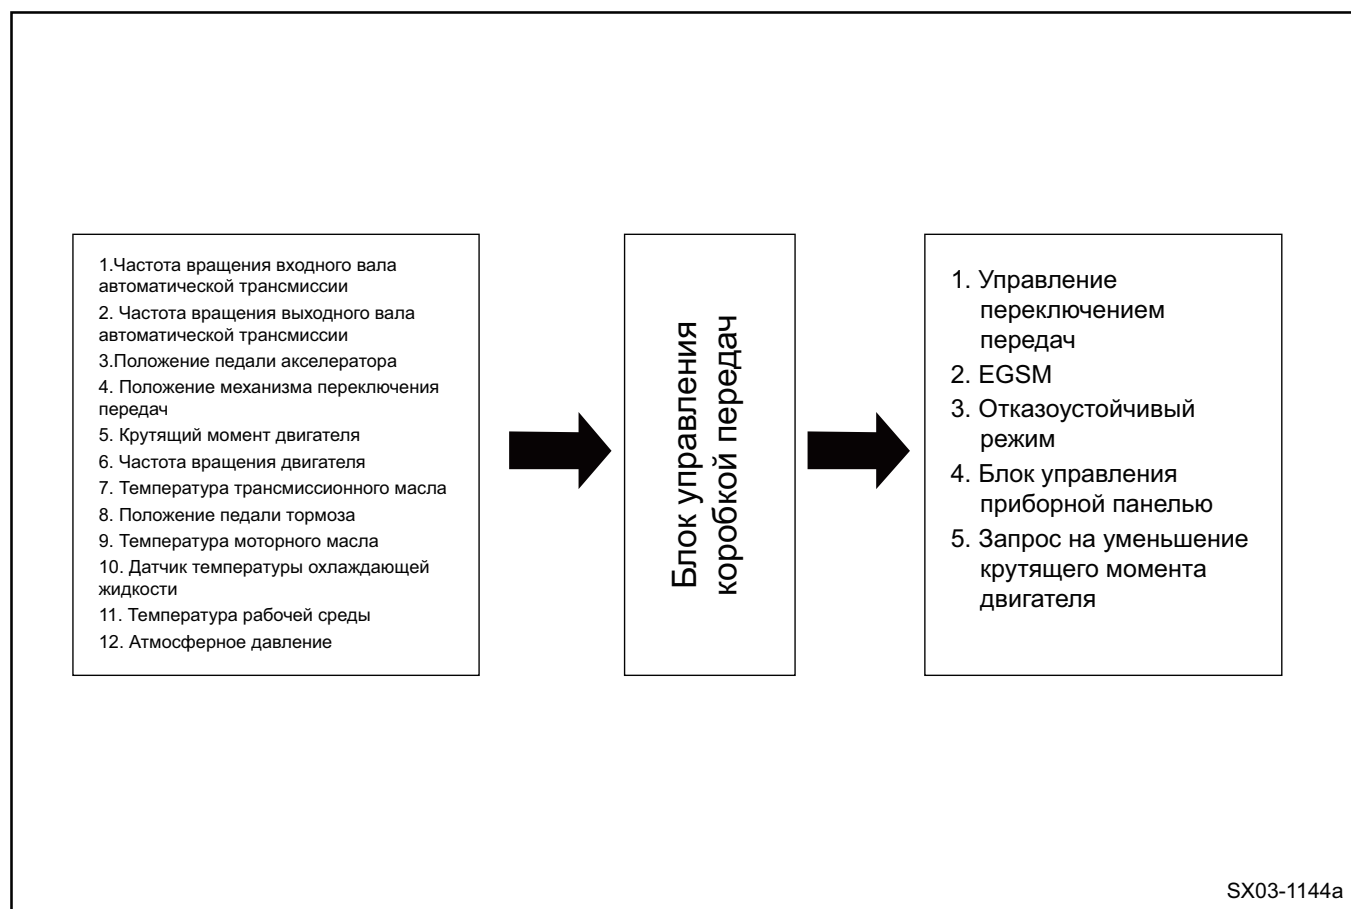 1.Частота вращения входного вала
автоматической трансмиссии
2. Частота вращения выходного вала
автоматической трансмиссии
3.Положение педали акселератора
4. Положение механизма переключения
передач
5. Крутящий момент двигателя
6. Частота вращения двигателя
7. Температура трансмиссионного масла
8. Положение педали тормоза
9. Температура моторного масла
10. Датчик температуры охлаждающей
жидкости
11. Температура рабочей среды
12. Атмосферное давление
Блок управления
коробкой передач
1. Управление
переключением
передач
2. EGSM
3. Отказоустойчивый
режим
4. Блок управления
приборной панелью
5. Запрос на уменьшение
крутящего момента
двигателя
SX03-1144a